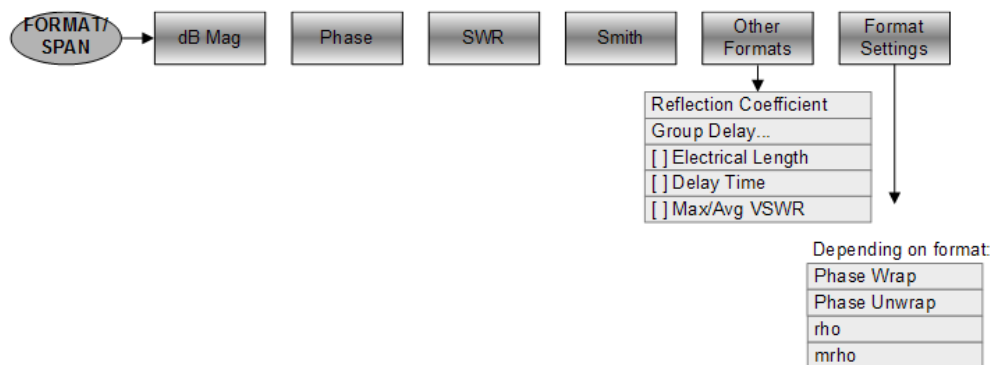 FORMAT/
SPAN
dB Mag
Phase
SWR
Smith
Other
Formats
Format
Settings
Reflection Coefficient
Group Delay...
[ ] Electrical Length
[ ] Delay Time
[ ] Max/Avg VSWR
Depending on format:
Phase Wrap
Phase Unwrap
rho
mrho